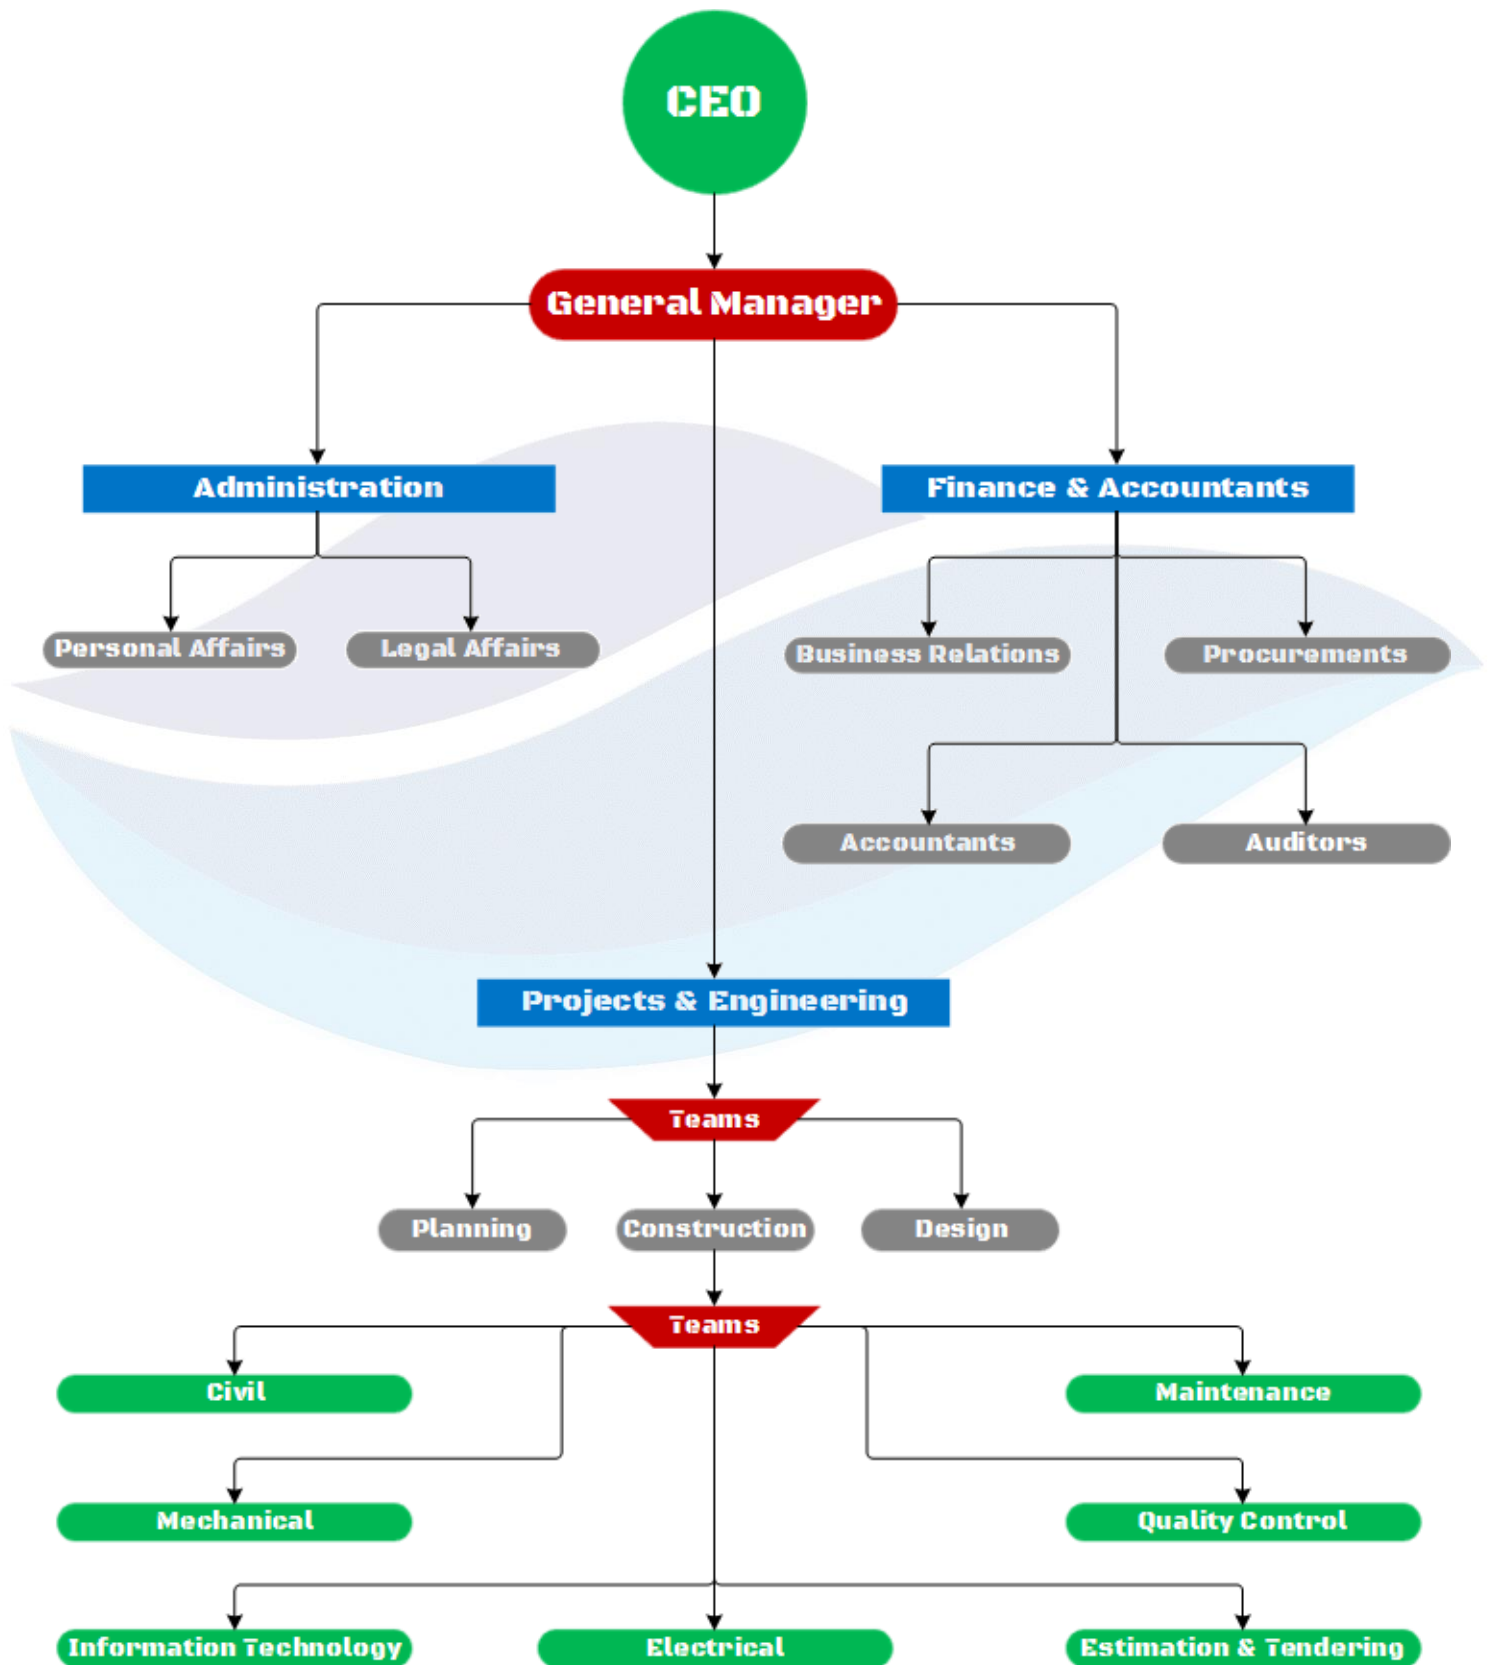 CEO
General Manager
Administration
Finance & Accountants
Personal Affairs
Legal Affairs
Business Relations
Procurements
Accountants
Auditors
Projects & Engineering
Teams
Planning
Construction
Design
Teams
Civil
Maintenance
Mechanical
Quality Control
Information Technology
Electrical
Estimation & Tendering